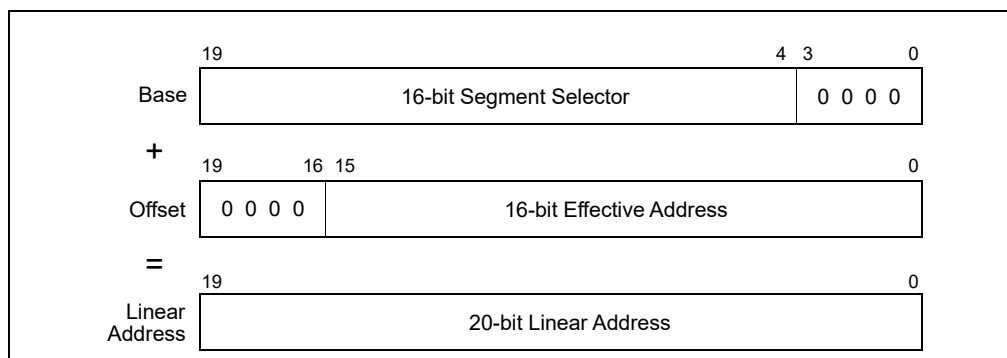 19 4 3 0
Base 16-bit Segment Selector 0 0 0 0
+
19 16 15 0
Offset 0 0 0 0 16-bit Effective Address
=
19 0
Linear
Address
20-bit Linear Address